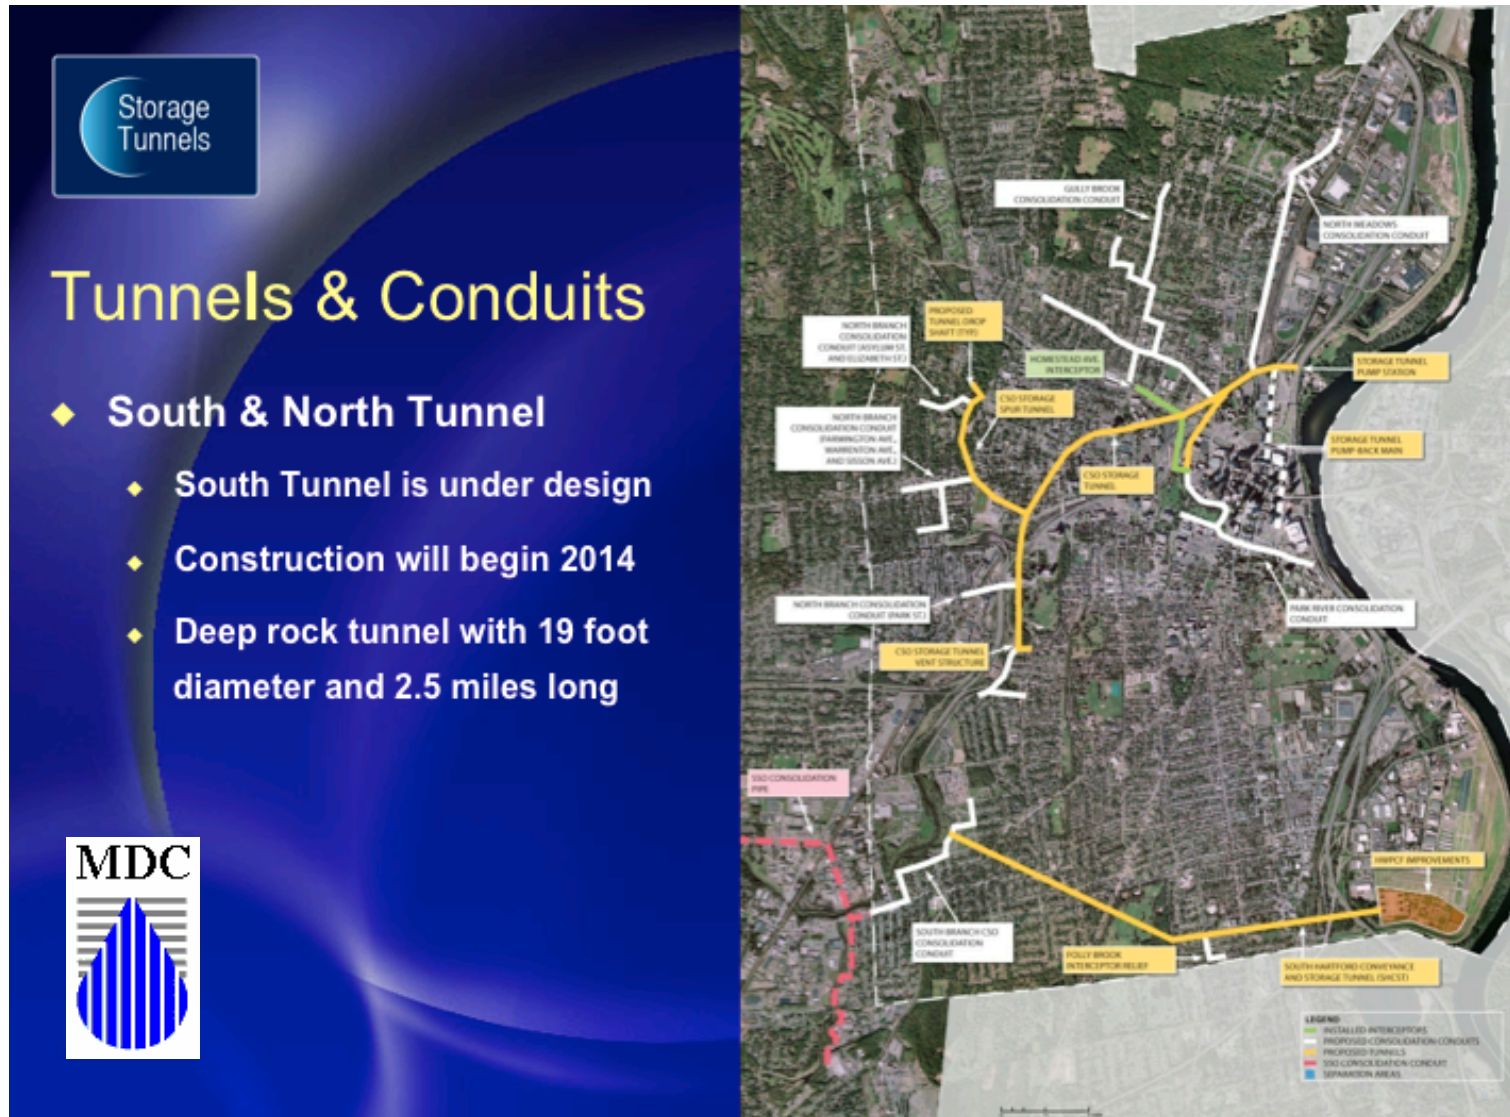 Storage
Tunnels
Tunnels & Conduits
South & North Tunnel
South Tunnel is under design
Construction will begin 2014
Deep rock tunnel with 19 foot
diameter and 2.5 miles long
MDC
GULLY BROOK
CONSOLIDATION CONDUIT
NORTH MEADOWS
CONSOLIDATION CONDUIT
PROPOSED
TUNNEL DROP
SHAFT (TYP)
NORTH BRANCH
CONSOLIDATION
CONDUIT (ASYLUM ST.
AND ELIZABETH ST.)
HOMESTEAD AVE.
INTERCEPTOR
STORAGE TUNNEL
PUMP STATION
CSO STORAGE
SPUR TUNNEL
NORTH BRANCH
CONSOLIDATION CONDUIT
(FARMINGTON AVE.,
WARRENTON AVE.,
AND SISSON AVE.)
STORAGE TUNNEL
PUMP-BACK MAIN
CSO STORAGE
TUNNEL
NORTH BRANCH CONSOLIDATION
CONDUIT (PARK ST.)
PARK RIVER CONSOLIDATION
CONDUIT
CSO STORAGE TUNNEL
VENT STRUCTURE
SSO CONSOLIDATION
PIPE
HWPCF IMPROVEMENTS
SOUTH BRANCH CSO
CONSOLIDATION
CONDUIT
FOLLY BROOK
INTERCEPTOR RELIEF
SOUTH HARTFORD CONVEYANCE
AND STORAGE TUNNEL (SHCST)
LEGEND
INSTALLED INTERCEPTORS
PROPOSED CONSOLIDATION CONDUITS
PROPOSED TUNNELS
SSO CONSOLIDATION CONDUIT
SEPARATION AREAS